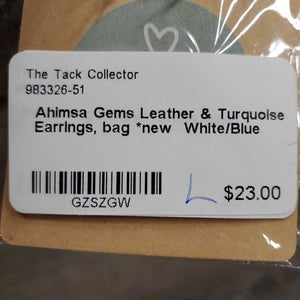 The Tack Collector
983326-51
Ahimsa Gems Leather & Turquoise
Earrings, bag *new White/Blue
GZSZGW
L $23.00